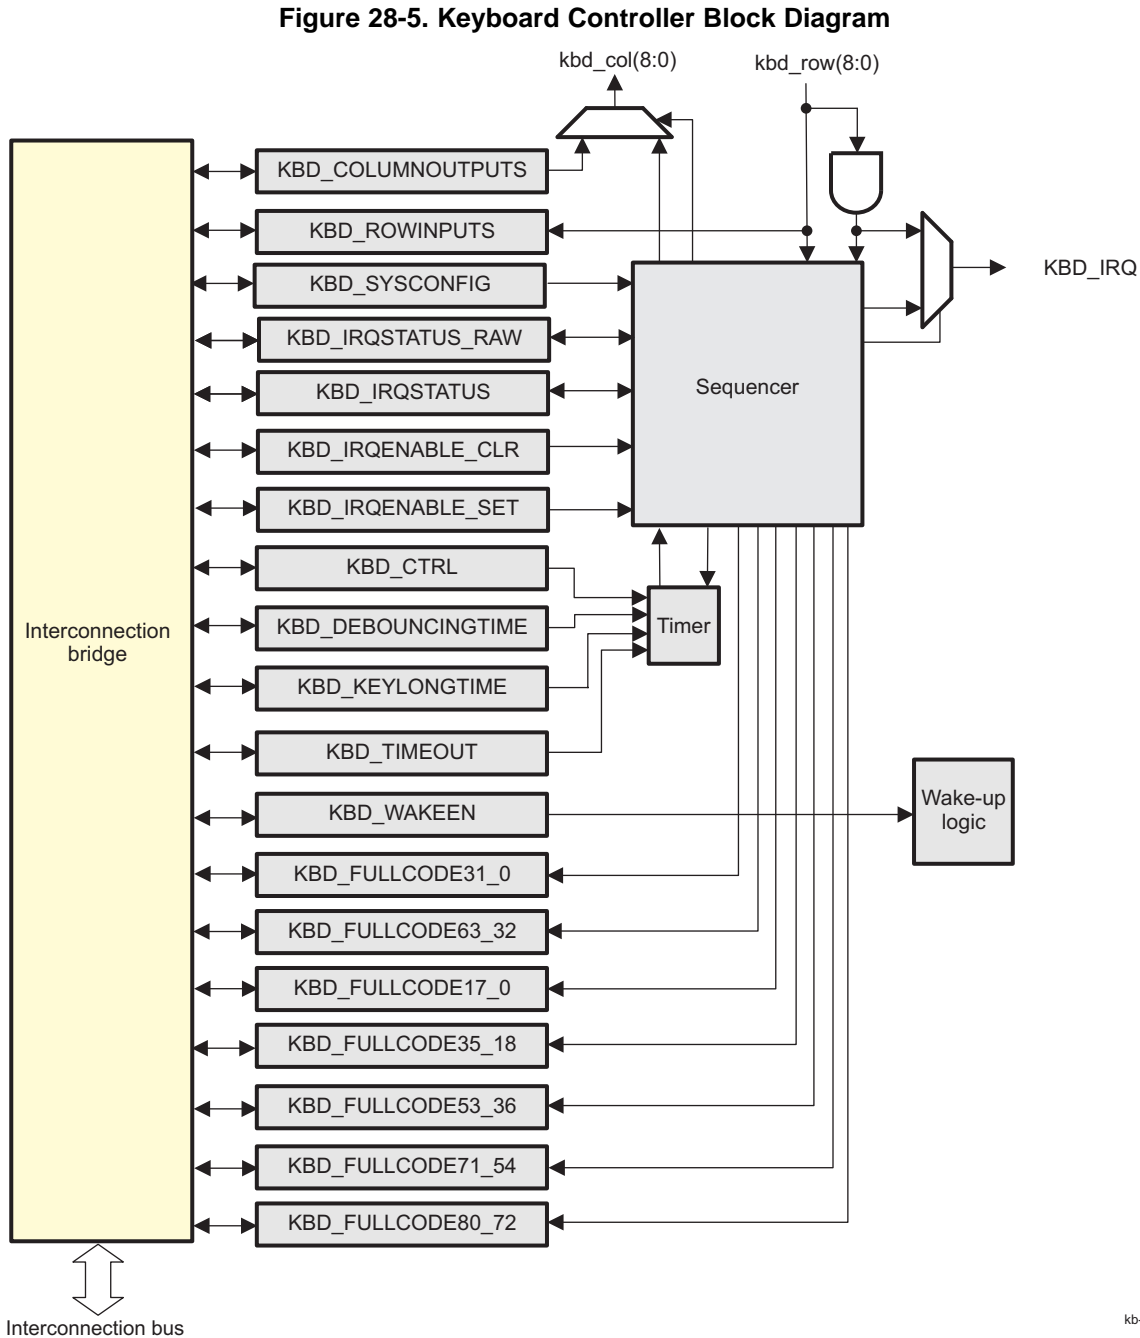 Figure 28-5. Keyboard Controller Block Diagram
kbd_col(8:0)
kbd_row(8:0)
KBD_COLUMNOUTPUTS
KBD_ROWINPUTS
KBD_SYSCONFIG
KBD_IRQ
KBD_IRQSTATUS_RAW
KBD_IRQSTATUS
Sequencer
KBD_IRQENABLE_CLR
KBD_IRQENABLE_SET
KBD_CTRL
Interconnection
bridge
KBD_DEBOUNCINGTIME
Timer
KBD_KEYLONGTIME
KBD_TIMEOUT
KBD_WAKEEN
Wake-up
logic
KBD_FULLCODE31_0
KBD_FULLCODE63_32
KBD_FULLCODE17_0
KBD_FULLCODE35_18
KBD_FULLCODE53_36
KBD_FULLCODE71_54
KBD_FULLCODE80_72
Interconnection bus
kb-